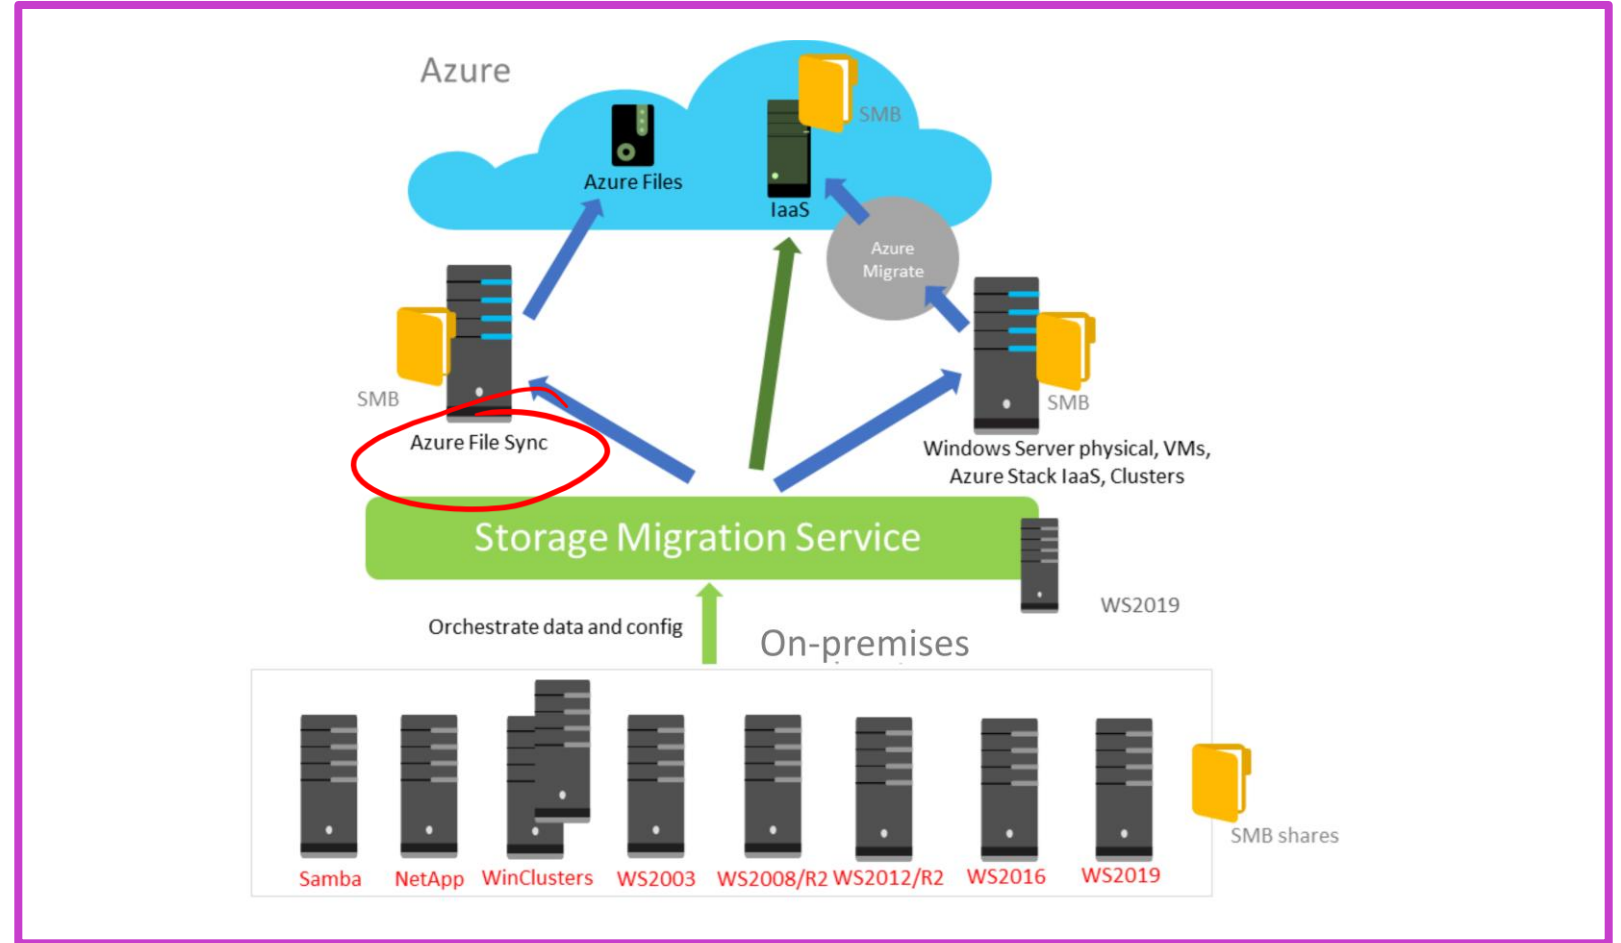 Azure
SMB
Azure Files
IaaS
Azure
Migrate
SMB
SMB
Azure File Sync
Windows Server physical, VMs,
Azure Stack IaaS, Clusters
Storage Migration Service
WS2019
Orchestrate data and config
On-premises
Samba
NetApp
WinClusters
WS2003
WS2008/R2
WS2012/R2
WS2016
WS2019
SMB shares